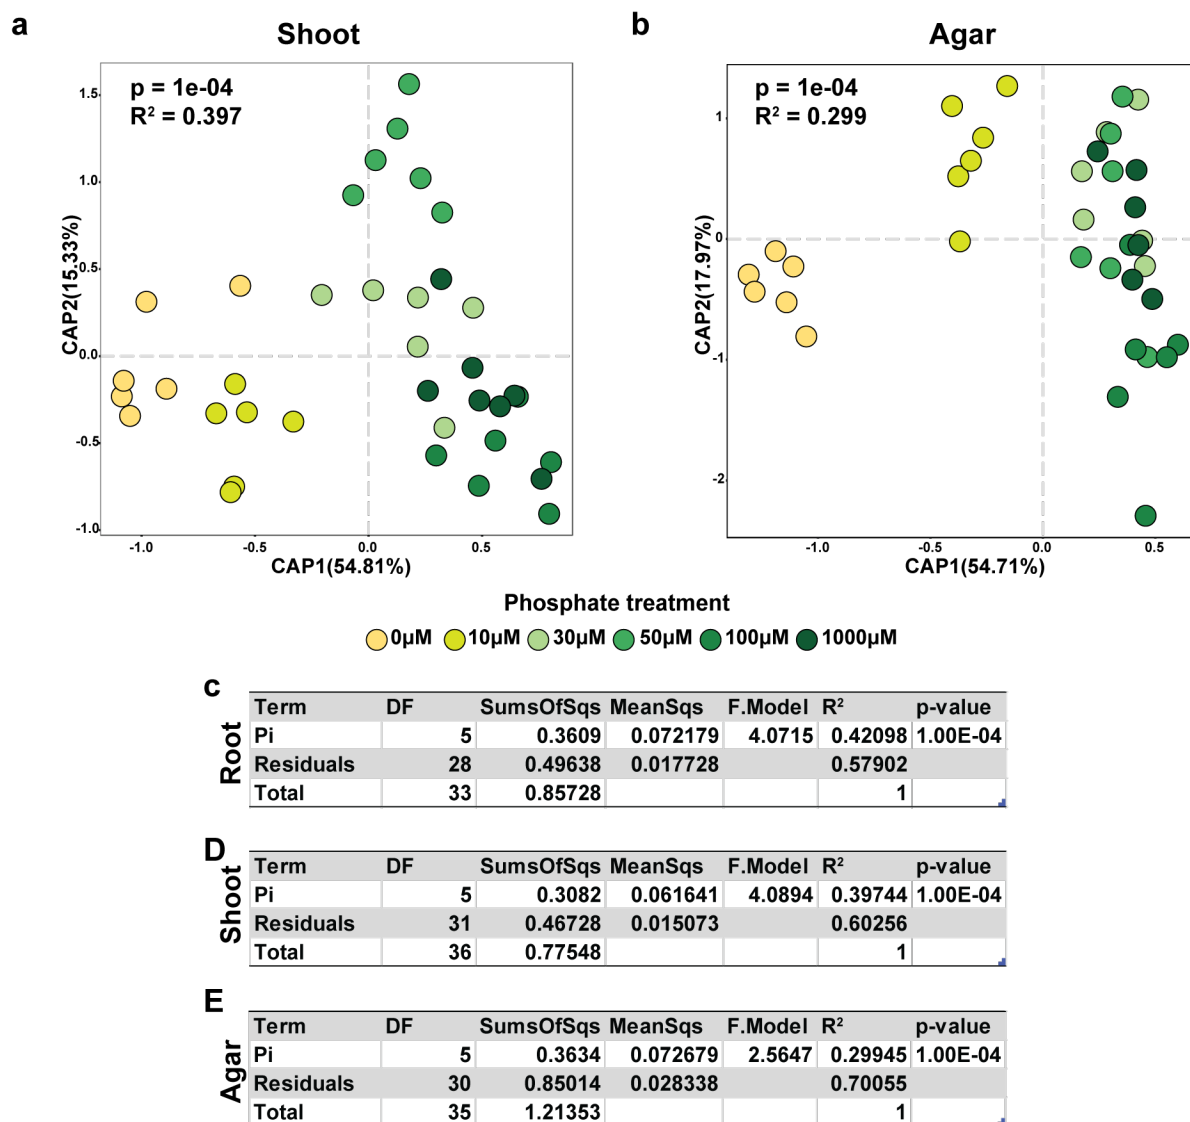 a
Shoot
p = 1e-04
R² = 0.397
CAP2(15.33%)
1.5
1.0
0.5
0.0
-0.5
-1.0
-1.0 -0.5 0.0 0.5
CAP1(54.81%)
b
Agar
p = 1e-04
R² = 0.299
CAP2(17.97%)
1
0
-1
-2
-1.0 -0.5 0.0 0.5
CAP1(54.71%)
Phosphate treatment
0µM 10µM 30µM 50µM 100µM 1000µM
c
Root
Term DF SumsOfSqs MeanSqs F.Model R² p-value
Pi 5 0.3609 0.072179 4.0715 0.42098 1.00E-04
Residuals 28 0.49638 0.017728 0.57902
Total 33 0.85728 1
D
Shoot
Term DF SumsOfSqs MeanSqs F.Model R² p-value
Pi 5 0.3082 0.061641 4.0894 0.39744 1.00E-04
Residuals 31 0.46728 0.015073 0.60256
Total 36 0.77548 1
E
Agar
Term DF SumsOfSqs MeanSqs F.Model R² p-value
Pi 5 0.3634 0.072679 2.5647 0.29945 1.00E-04
Residuals 30 0.85014 0.028338 0.70055
Total 35 1.21353 1